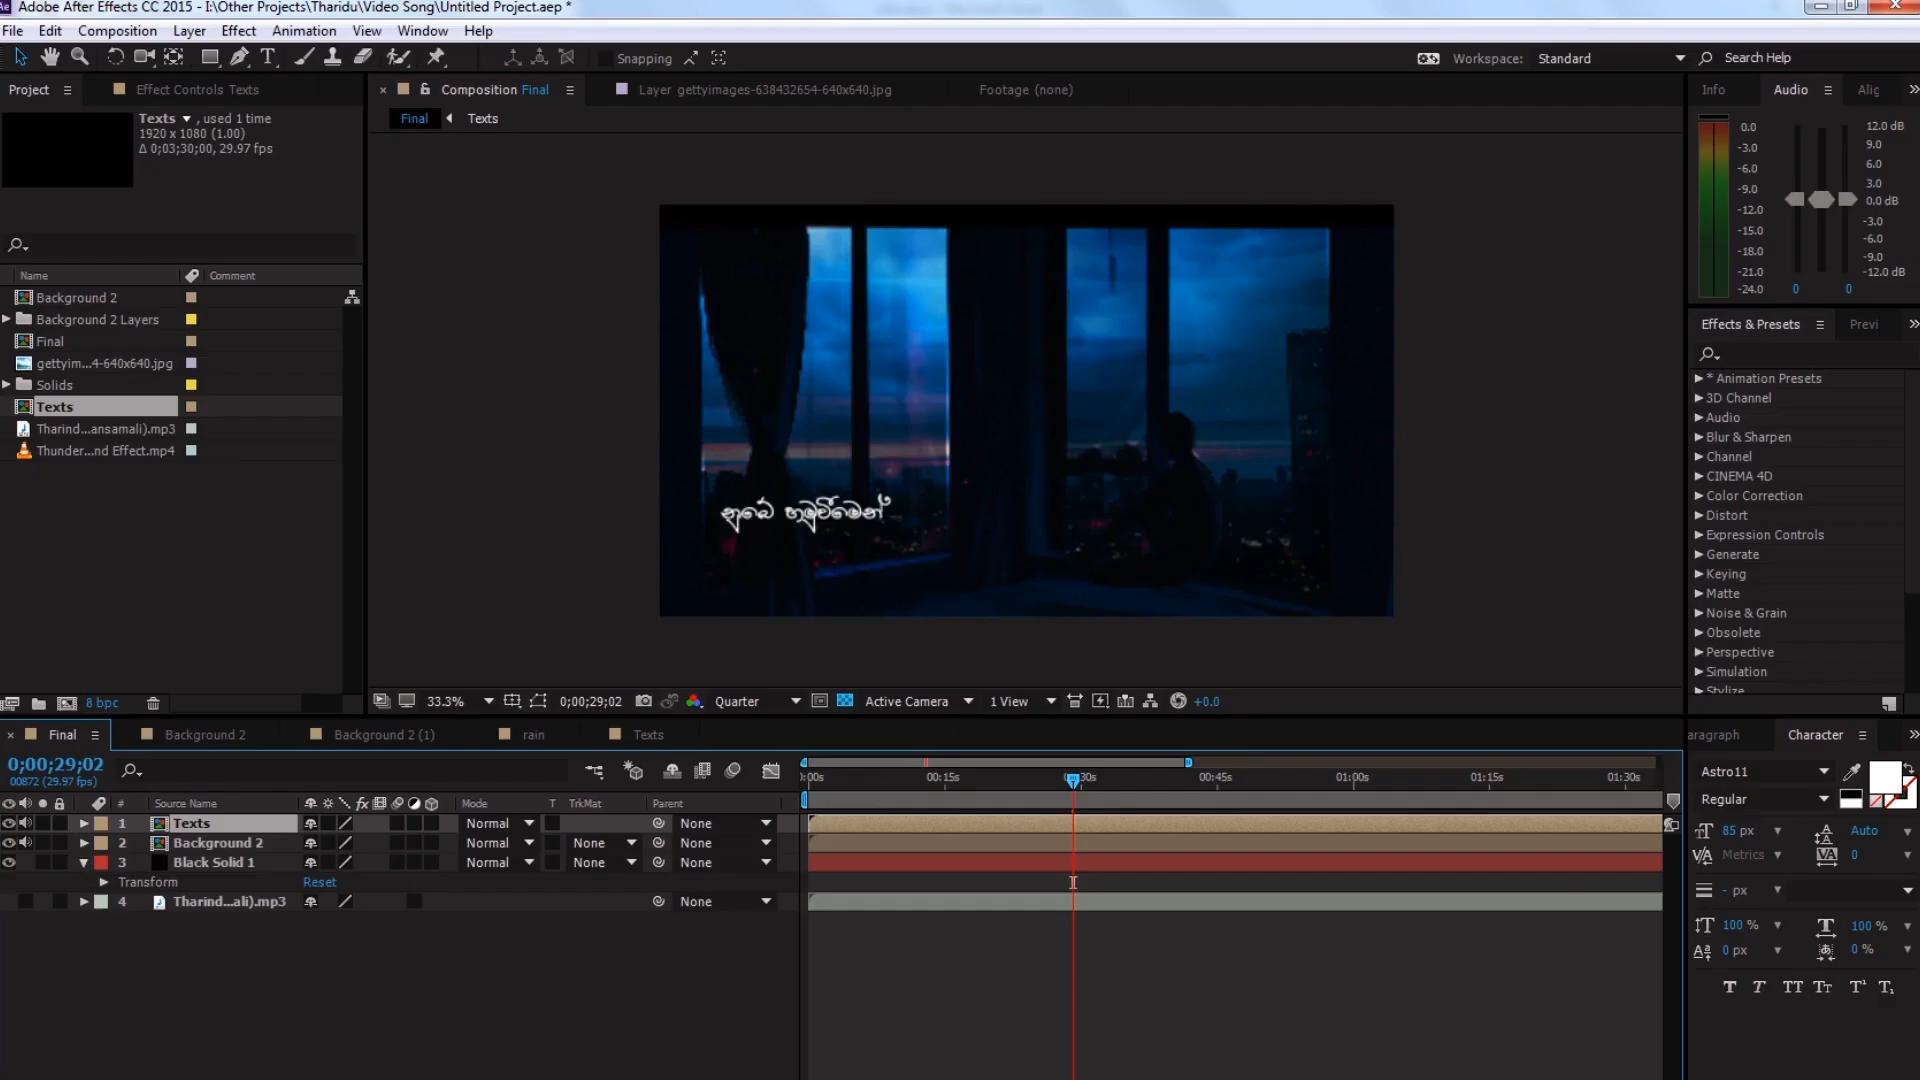 Adobe After Effects CC 2015 - I:\Other Projects\Tharidu\Video Song\Untitled Project.aep *
File Edit Composition Layer Effect Animation View Window Help
Snapping
Workspace: Standard
Search Help
Project
Effect Controls Texts
Texts , used 1 time
1920 x 1080 (1.00)
Δ 0;03;30;00, 29.97 fps
Name Comment
Background 2
Background 2 Layers
Final
gettyim...4-640x640.jpg
Solids
Texts
Tharind...ansamali).mp3
Thunder...nd Effect.mp4
8 bpc
Composition Final
Layer gettyimages-638432654-640x640.jpg
Footage (none)
Final Texts
නුබේ හමුවීමෙන්
33.3% 0;00;29;02 Quarter Active Camera 1 View +0.0
Info Audio Alig
0.0
-3.0
-6.0
-9.0
-12.0
-15.0
-18.0
-21.0
-24.0
12.0 dB
9.0
6.0
3.0
0.0 dB
-3.0
-6.0
-9.0
-12.0 dB
0 0
Effects & Presets Previ
* Animation Presets
3D Channel
Audio
Blur & Sharpen
Channel
CINEMA 4D
Color Correction
Distort
Expression Controls
Generate
Keying
Matte
Noise & Grain
Obsolete
Perspective
Simulation
Stylize
Final Background 2 Background 2 (1) rain Texts
0;00;29;02
00872 (29.97 fps)
# Source Name Mode T TrkMat Parent
1 Texts Normal None
2 Background 2 Normal None None
3 Black Solid 1 Normal None None
Transform Reset
4 Tharind...ali).mp3 None
):00s 00:15s 0:30s 00:45s 01:00s 01:15s 01:30s
aragraph Character
Astro11
Regular
85 px Auto
Metrics 0
- px
100 % 100 %
0 px 0 %
T T TT Tт T¹ T₁